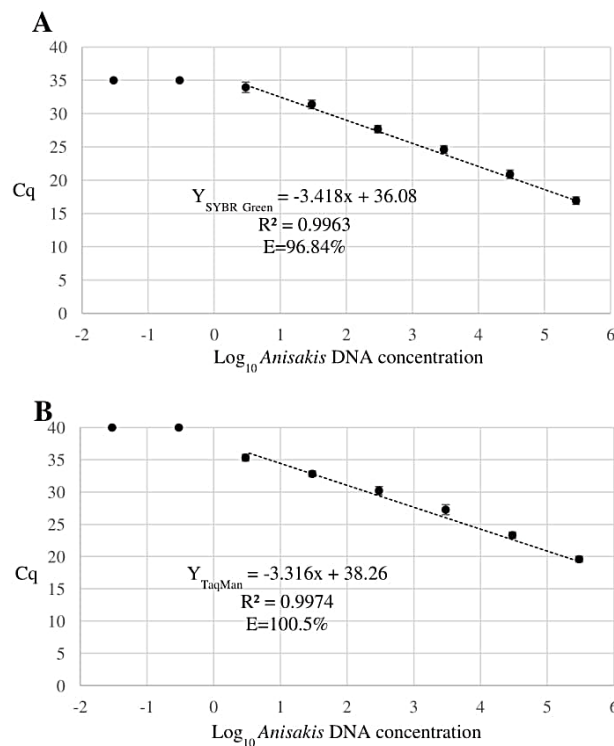 A
40
35
30
25
20
15
10
5
0
Cq
Y SYBR Green = -3.418x + 36.08
R² = 0.9963
E=96.84%
-2 -1 0 1 2 3 4 5 6
Log10 Anisakis DNA concentration
B
40
35
30
25
20
15
10
5
0
Cq
Y TaqMan = -3.316x + 38.26
R² = 0.9974
E=100.5%
-2 -1 0 1 2 3 4 5 6
Log10 Anisakis DNA concentration